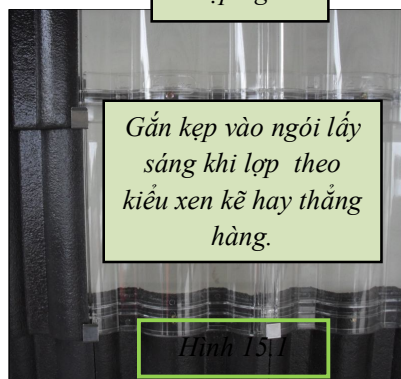 Gắn kẹp vào ngói lấy
sáng khi lợp theo
kiểu xen kẽ hay thẳng
hàng.
Hình 15.1